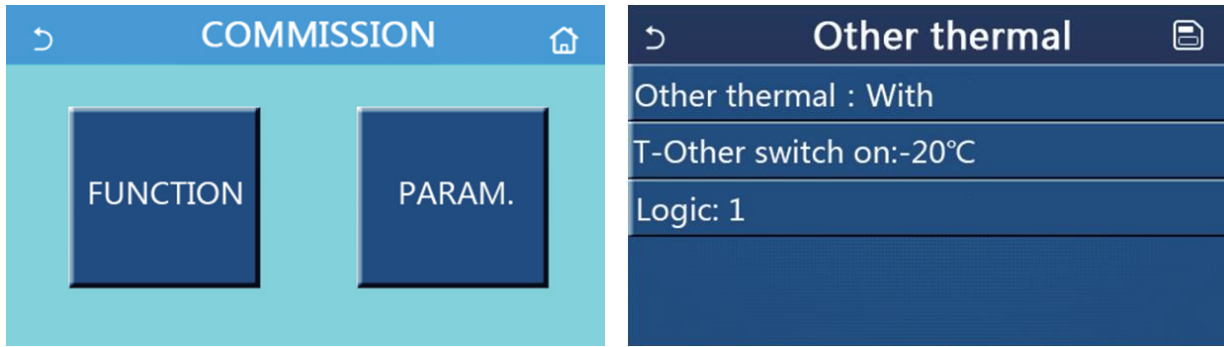 COMMISSION
FUNCTION
PARAM.
Other thermal
Other thermal : With
T-Other switch on:-20℃
Logic: 1